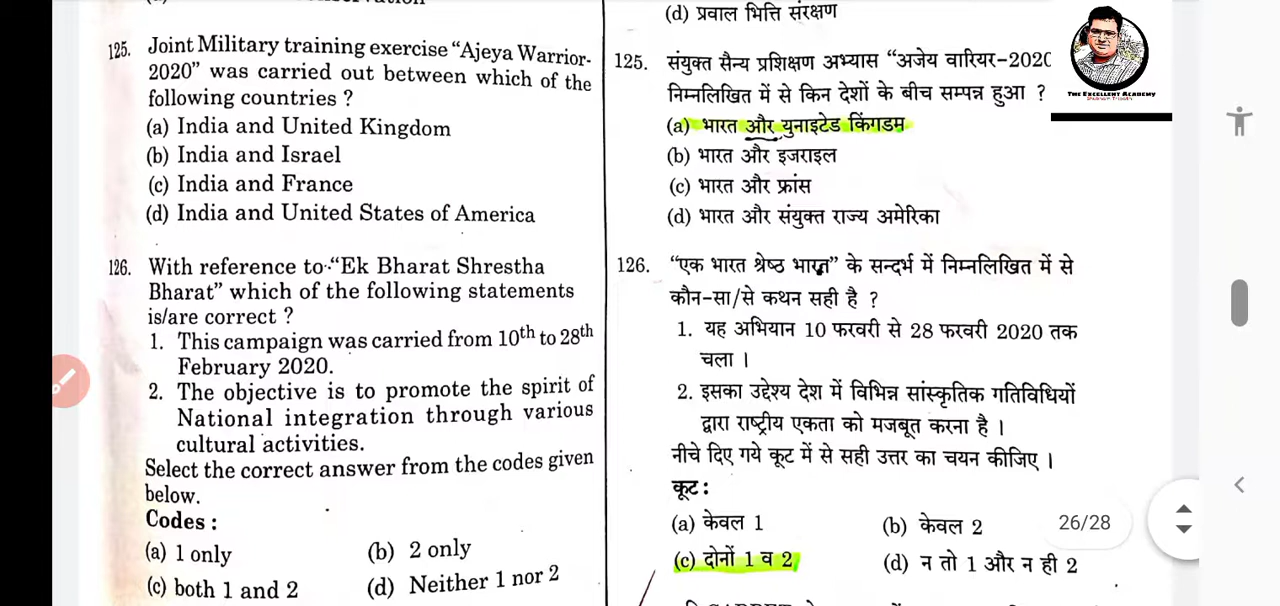 125. Joint Military training exercise “Ajeya Warrior-
2020” was carried out between which of the
following countries ?
(a) India and United Kingdom
(b) India and Israel
(c) India and France
(d) India and United States of America
126. With reference to “Ek Bharat Shrestha
Bharat” which of the following statements
is/are correct ?
1. This campaign was carried from 10th to 28th
February 2020.
2. The objective is to promote the spirit of
National integration through various
cultural activities.
Select the correct answer from the codes given
below.
Codes :
(a) 1 only (b) 2 only
(c) both 1 and 2 (d) Neither 1 nor 2
(d) प्रवाल भित्ति संरक्षण
125. संयुक्त सैन्य प्रशिक्षण अभ्यास “अजेय वारियर-2020
निम्नलिखित में से किन देशों के बीच सम्पन्न हुआ ?
(a) भारत और युनाइटेड किंगडम
(b) भारत और इजराइल
(c) भारत और फ्रांस
(d) भारत और संयुक्त राज्य अमेरिका
126. “एक भारत श्रेष्ठ भारत” के सन्दर्भ में निम्नलिखित में से
कौन-सा/से कथन सही है ?
1. यह अभियान 10 फरवरी से 28 फरवरी 2020 तक
चला ।
2. इसका उद्देश्य देश में विभिन्न सांस्कृतिक गतिविधियों
द्वारा राष्ट्रीय एकता को मजबूत करना है ।
नीचे दिए गये कूट में से सही उत्तर का चयन कीजिए ।
कूट :
(a) केवल 1 (b) केवल 2
(c) दोनों 1 व 2 (d) न तो 1 और न ही 2
THE EXCELLENT ACADEMY
26/28